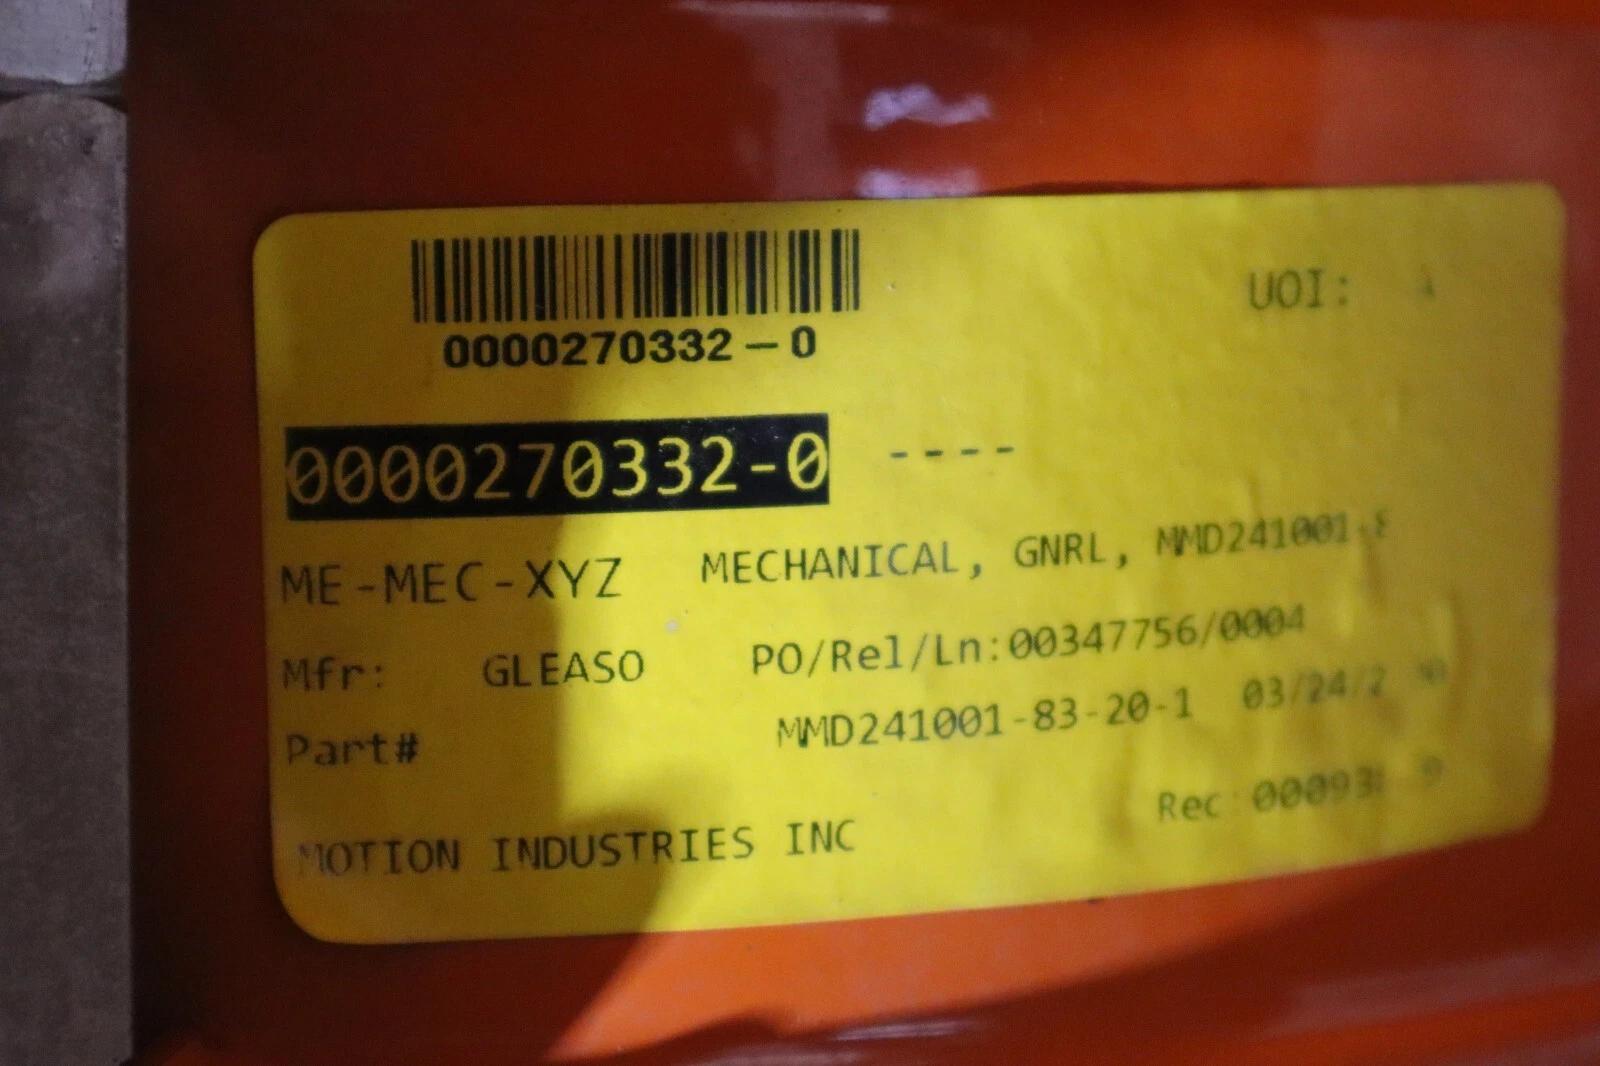 0000270332-0
UOI:
0000270332-0 ----
ME-MEC-XYZ MECHANICAL, GNRL, MMD241001-8
Mfr: GLEASO PO/Rel/Ln:00347756/0004
Part# MMD241001-83-20-1
MOTION INDUSTRIES INC Rec: